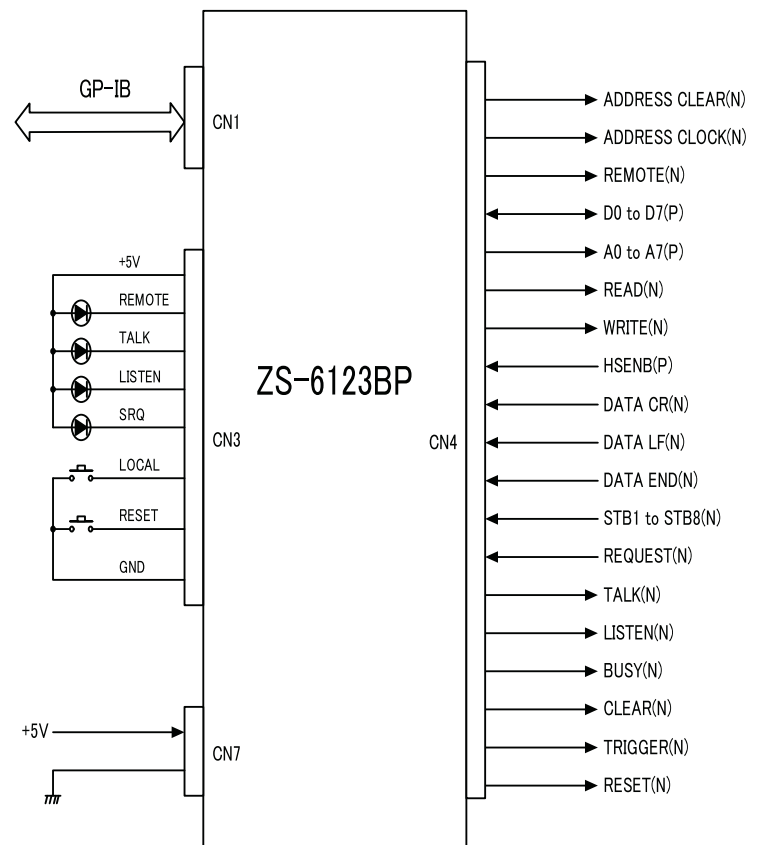 GP-IB
CN1
+5V
REMOTE
TALK
LISTEN
SRQ
LOCAL
RESET
GND
CN3
+5V
CN7
ZS-6123BP
CN4
ADDRESS CLEAR(N)
ADDRESS CLOCK(N)
REMOTE(N)
D0 to D7(P)
A0 to A7(P)
READ(N)
WRITE(N)
HSENB(P)
DATA CR(N)
DATA LF(N)
DATA END(N)
STB1 to STB8(N)
REQUEST(N)
TALK(N)
LISTEN(N)
BUSY(N)
CLEAR(N)
TRIGGER(N)
RESET(N)